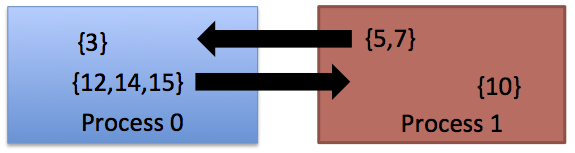 {3}
{12,14,15}
Process 0
{5,7}
{10}
Process 1